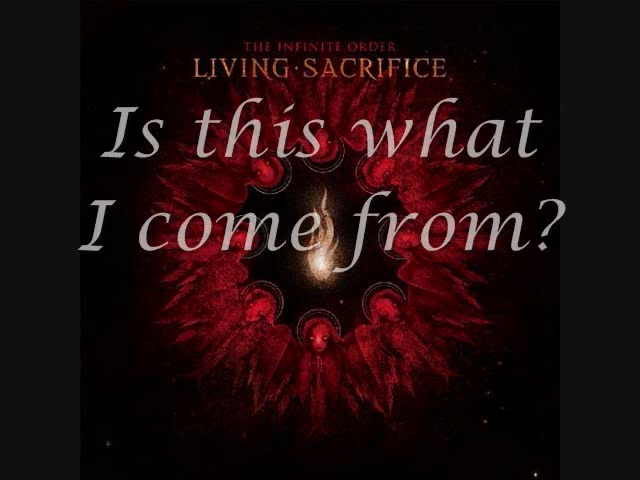 THE INFINITE ORDER
LIVING·SACRIFICE
Is this what
I come from?